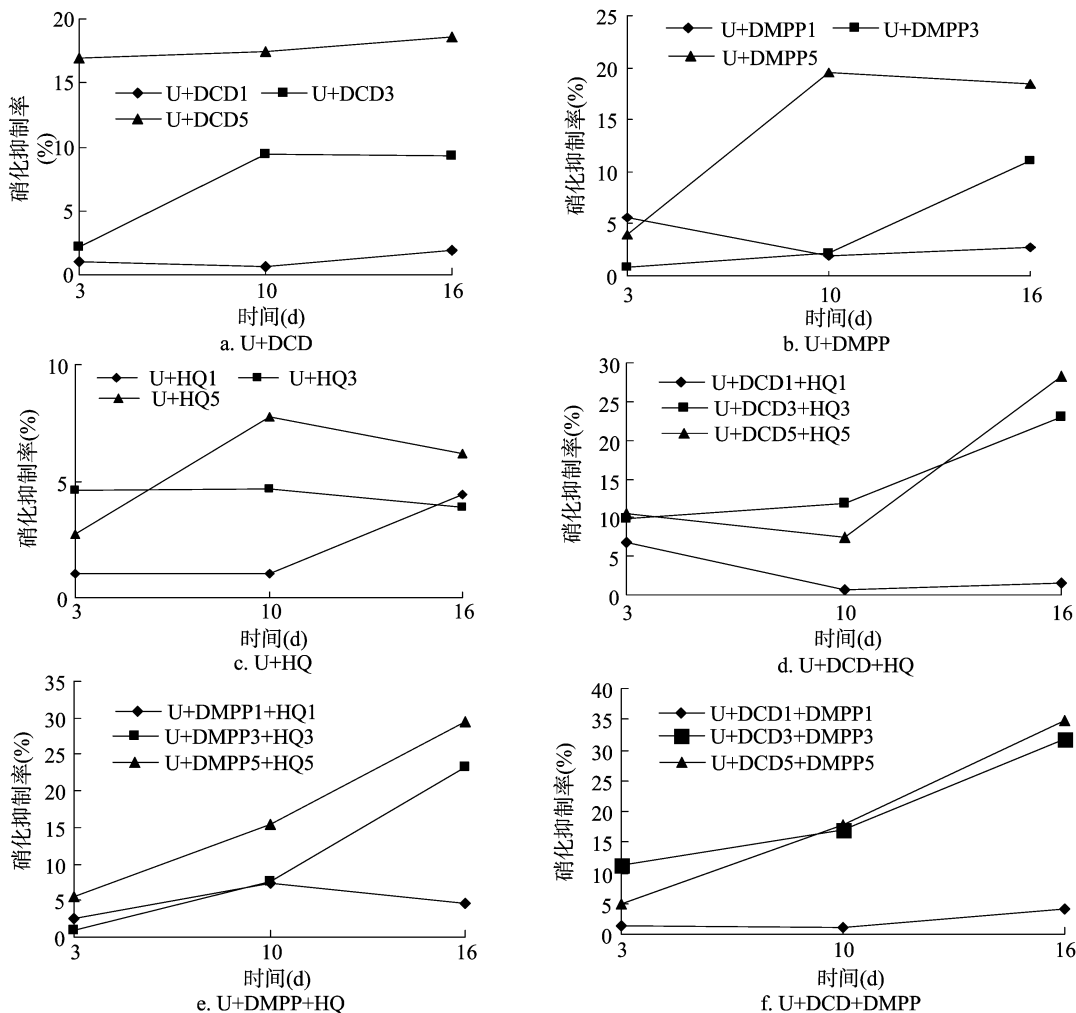 硝化抑制率
(%)
20
15
10
5
0
U+DCD1 U+DCD3
U+DCD5
3 10 16
时间(d)
a. U+DCD
硝化抑制率(%)
25
20
15
10
5
0
U+DMPP1 U+DMPP3
U+DMPP5
3 10 16
时间(d)
b. U+DMPP
硝化抑制率(%)
10
5
0
U+HQ1 U+HQ3
U+HQ5
3 10 16
时间(d)
c. U+HQ
硝化抑制率(%)
30
25
20
15
10
5
0
U+DCD1+HQ1
U+DCD3+HQ3
U+DCD5+HQ5
3 10 16
时间(d)
d. U+DCD+HQ
硝化抑制率(%)
35
30
25
20
15
10
5
0
U+DMPP1+HQ1
U+DMPP3+HQ3
U+DMPP5+HQ5
3 10 16
时间(d)
e. U+DMPP+HQ
硝化抑制率(%)
40
35
30
25
20
15
10
5
0
U+DCD1+DMPP1
U+DCD3+DMPP3
U+DCD5+DMPP5
3 10 16
时间(d)
f. U+DCD+DMPP